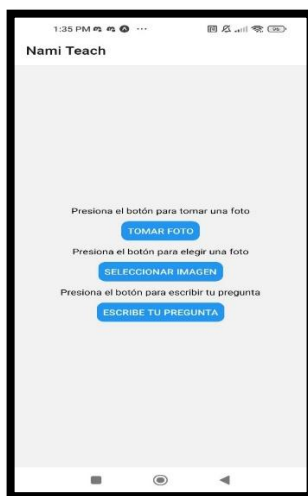 1:35 PM
Nami Teach
Presiona el botón para tomar una foto
TOMAR FOTO
Presiona el botón para elegir una foto
SELECCIONAR IMAGEN
Presiona el botón para escribir tu pregunta
ESCRIBE TU PREGUNTA